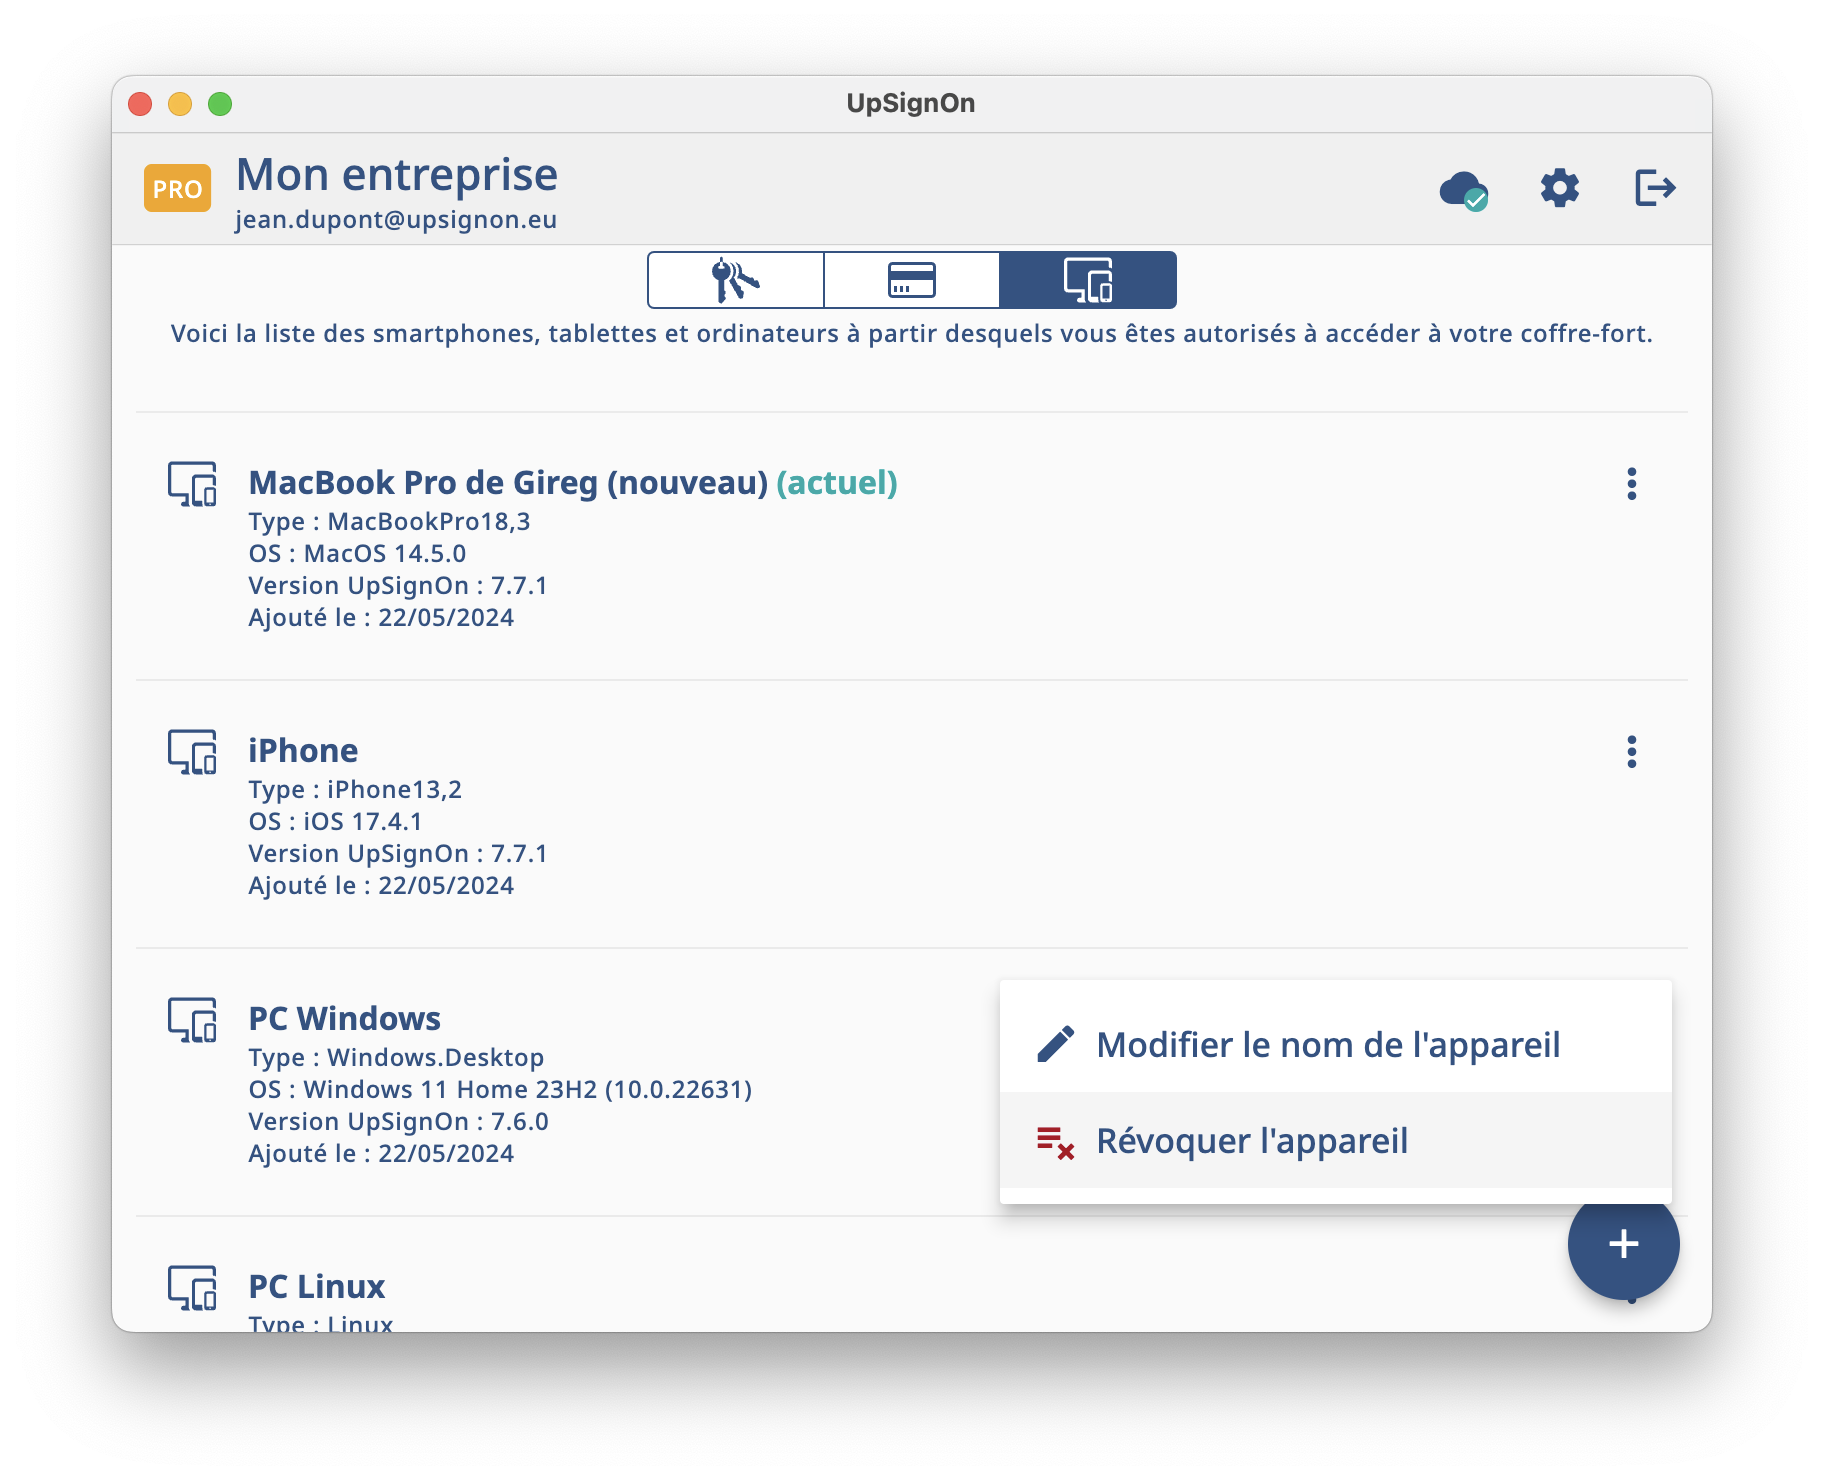 UpSignOn
PRO
Mon entreprise
jean.dupont@upsignon.eu
Voici la liste des smartphones, tablettes et ordinateurs à partir desquels vous êtes autorisés à accéder à votre coffre-fort.
MacBook Pro de Gireg (nouveau) (actuel)
Type : MacBookPro18,3
OS : MacOS 14.5.0
Version UpSignOn : 7.7.1
Ajouté le : 22/05/2024
iPhone
Type : iPhone13,2
OS : iOS 17.4.1
Version UpSignOn : 7.7.1
Ajouté le : 22/05/2024
PC Windows
Type : Windows.Desktop
OS : Windows 11 Home 23H2 (10.0.22631)
Version UpSignOn : 7.6.0
Ajouté le : 22/05/2024
Modifier le nom de l'appareil
Révoquer l'appareil
PC Linux
Type : Linux